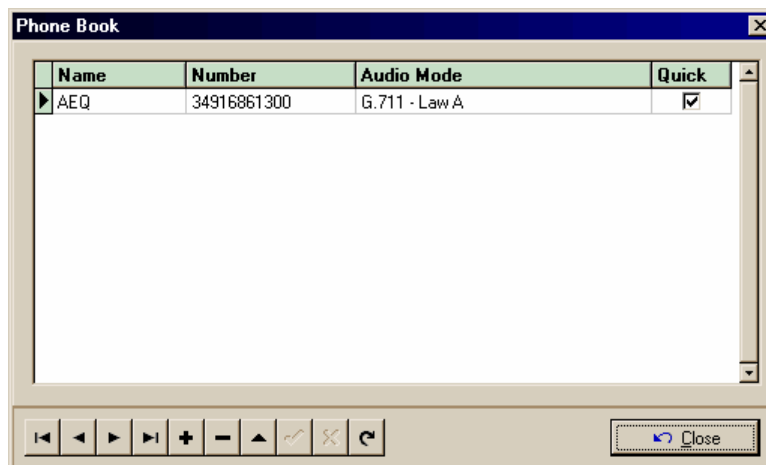 Phone Book
Name Number Audio Mode Quick
AEQ 34916861300 G.711 - Law A
Close